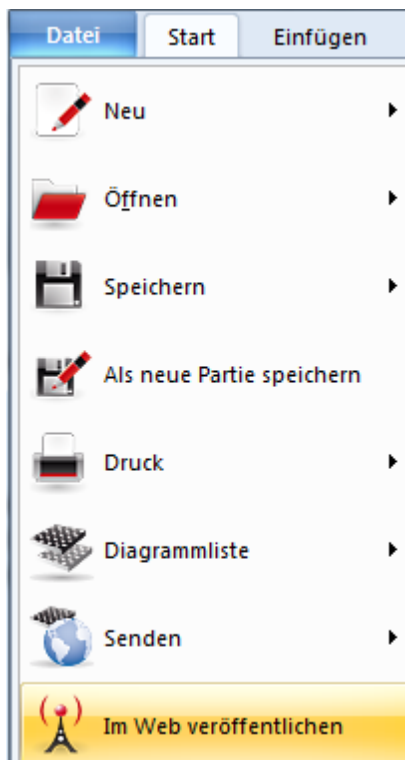 Datei Start Einfügen
Neu
Öffnen
Speichern
Als neue Partie speichern
Druck
Diagrammliste
Senden
Im Web veröffentlichen